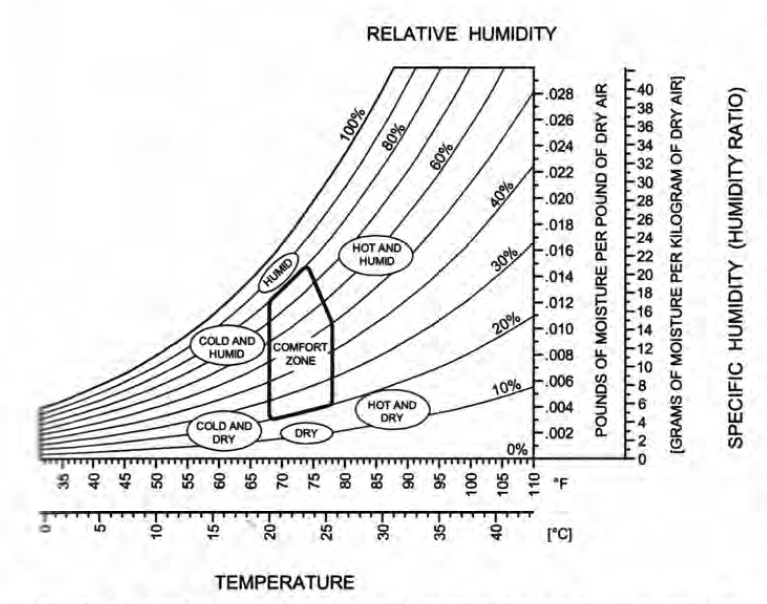 RELATIVE HUMIDITY
100%
80%
60%
40%
30%
20%
10%
0%
HUMID
HOT AND
HUMID
COLD AND
HUMID
COMFORT
ZONE
COLD AND
DRY
DRY
HOT AND
DRY
.028
.026
.024
.022
.020
.018
.016
.014
.012
.010
.008
.006
.004
.002
POUNDS OF MOISTURE PER POUND OF DRY AIR
40
38
36
34
32
30
28
26
24
22
20
18
16
14
12
10
8
6
4
2
0
[GRAMS OF MOISTURE PER KILOGRAM OF DRY AIR]
SPECIFIC HUMIDITY (HUMIDITY RATIO)
35 40 45 50 55 60 65 70 75 80 85 90 95 100 105 110 °F
0 5 10 15 20 25 30 35 40 [°C]
TEMPERATURE